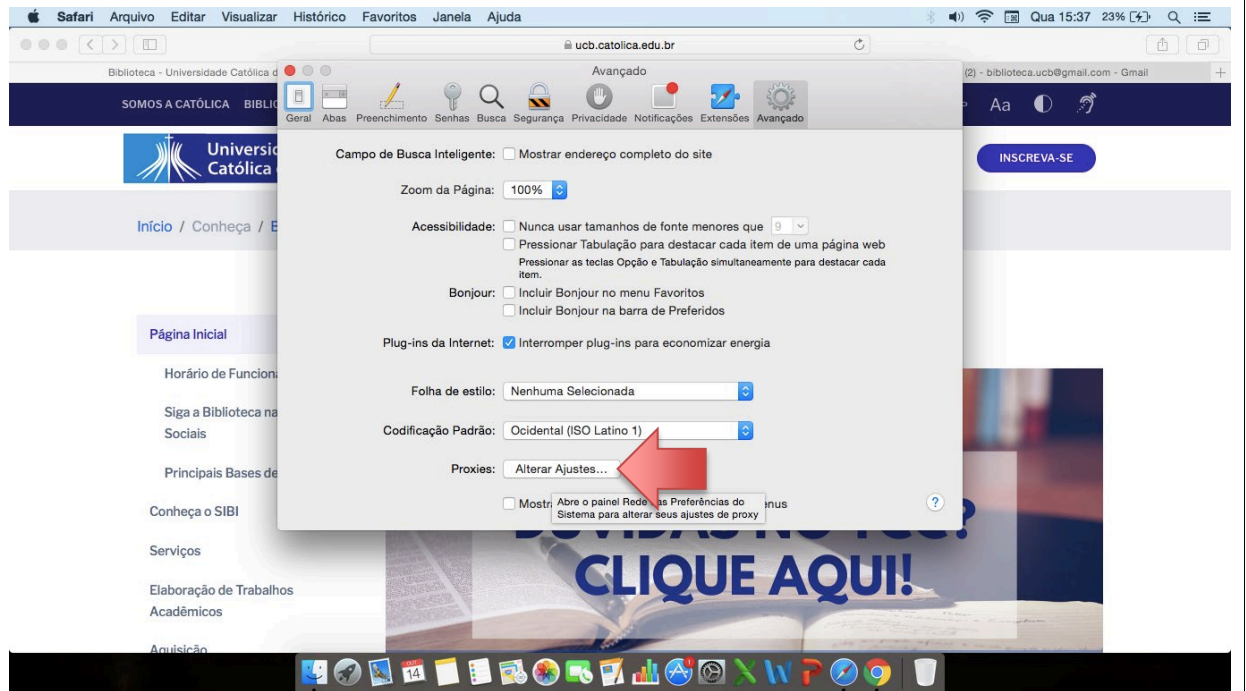 Safari Arquivo Editar Visualizar Histórico Favoritos Janela Ajuda Qua 15:37 23%
ucb.catolica.edu.br
Biblioteca - Universidade Católica d
Avançado
(2) - biblioteca.ucb@gmail.com - Gmail
SOMOS A CATÓLICA
Geral Abas Preenchimento Senhas Busca Segurança Privacidade Notificações Extensões Avançado
Aa
Católica
INSCREVA-SE
Campo de Busca Inteligente: Mostrar endereço completo do site
Zoom da Página: 100%
Início / Conheça /
Acessibilidade: Nunca usar tamanhos de fonte menores que 9
Pressionar Tabulação para destacar cada item de uma página web
Pressionar as teclas Opção e Tabulação simultaneamente para destacar cada
item.
Bonjour: Incluir Bonjour no menu Favoritos
Incluir Bonjour na barra de Preferidos
Página Inicial
Plug-ins da Internet: Interromper plug-ins para economizar energia
Horário de
Folha de estilo: Nenhuma Selecionada
Siga a Biblioteca na
Sociais
Codificação Padrão: Ocidental (ISO Latino 1)
Principais Bases de
Proxies: Alterar Ajustes...
Abre o painel Rede das Preferências do
Sistema para alterar seus ajustes de proxy
?
Conheça o SIBI
Serviços
CLIQUE AQUI!
Elaboração de Trabalhos
Acadêmicos
Aquisição
OUT
14